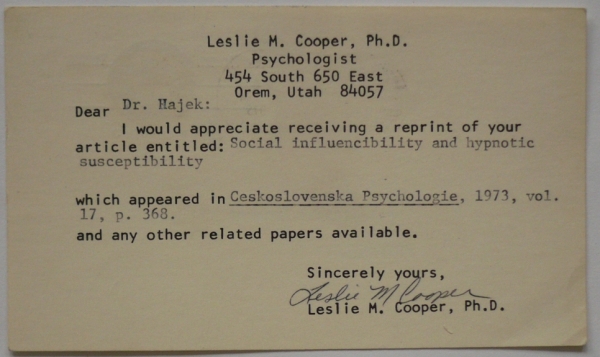 Leslie M. Cooper, Ph.D.
Psychologist
454 South 650 East
Orem, Utah 84057
Dear Dr. Hajek:
I would appreciate receiving a reprint of your
article entitled: Social influencibility and hypnotic
susceptibility
which appeared in Ceskoslovenska Psychologie, 1973, vol.
17, p. 368.
and any other related papers available.
Sincerely yours,
Leslie M Cooper
Leslie M. Cooper, Ph.D.